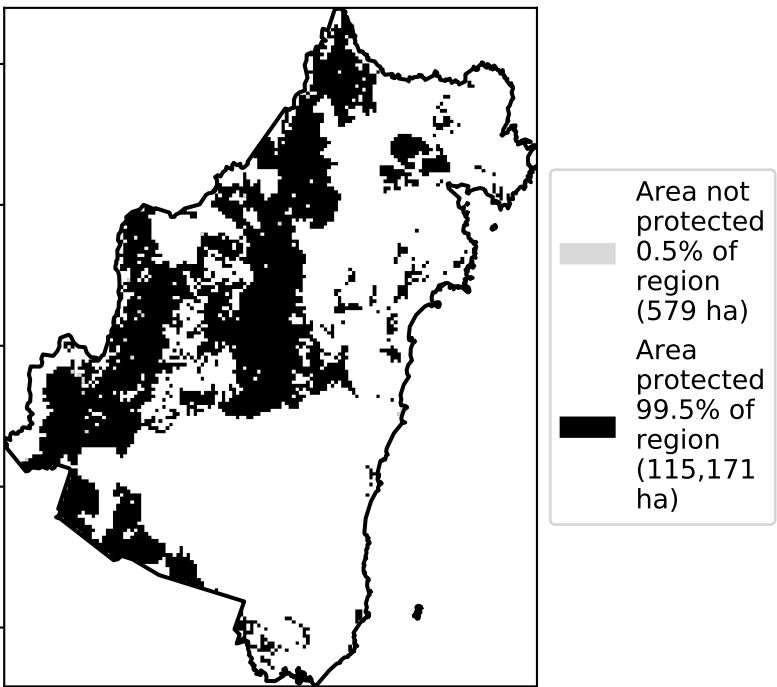 Area not
protected
0.5% of
region
(579 ha)
Area
protected
99.5% of
region
(115,171
ha)